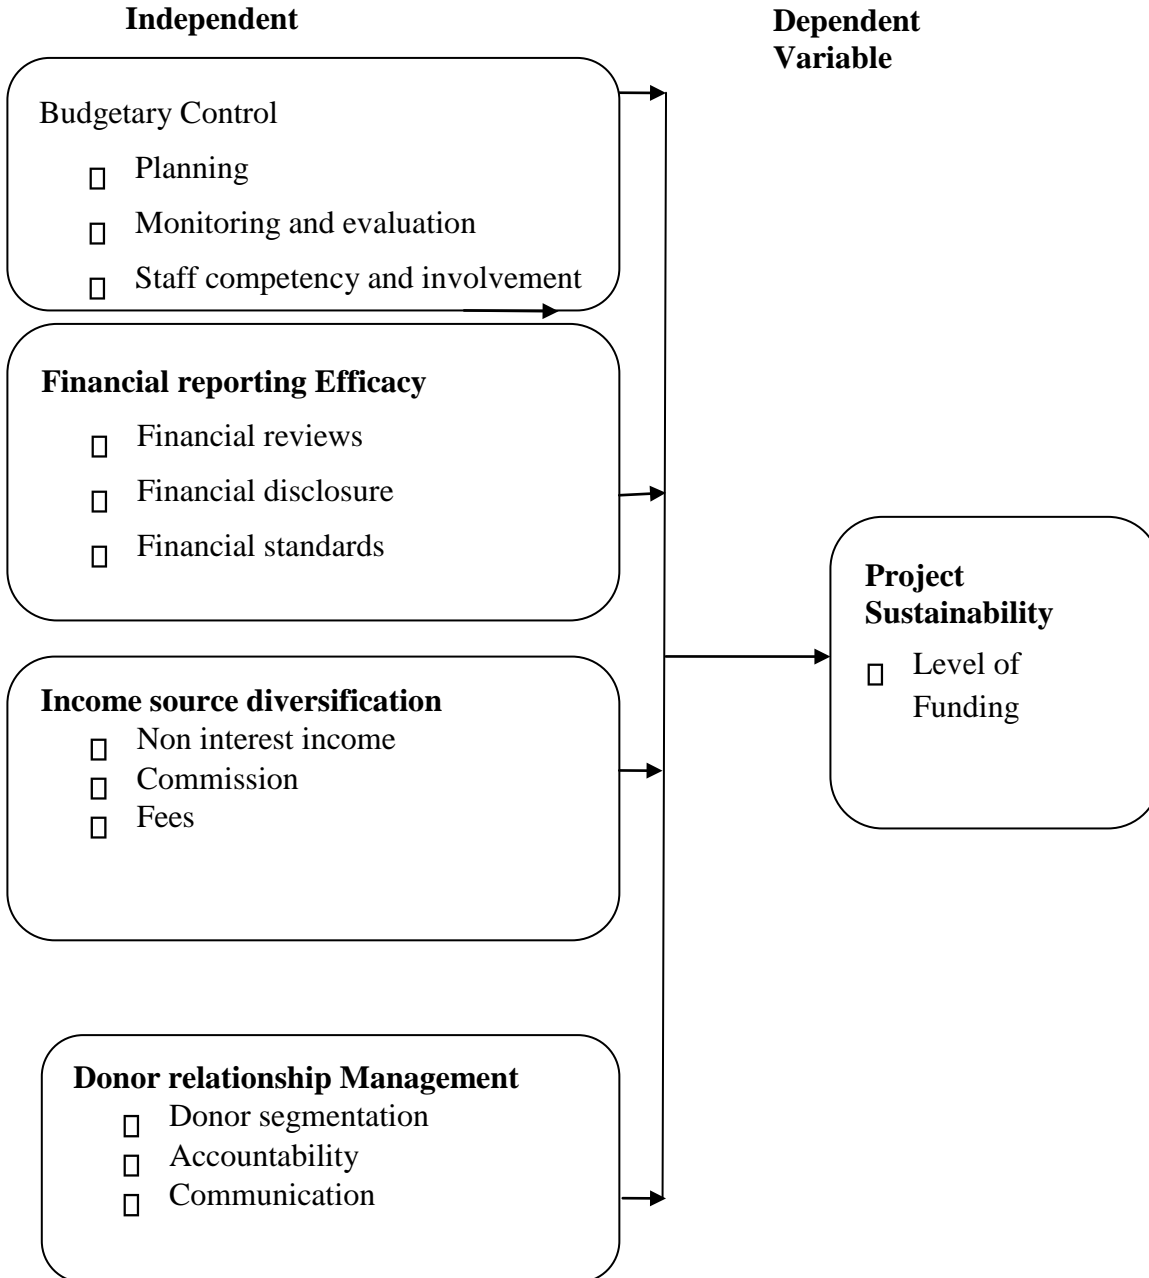 Independent
Dependent
Variable
Budgetary Control
Planning
Monitoring and evaluation
Staff competency and involvement
Financial reporting Efficacy
Financial reviews
Financial disclosure
Financial standards
Income source diversification
Non interest income
Commission
Fees
Donor relationship Management
Donor segmentation
Accountability
Communication
Project
Sustainability
Level of
Funding